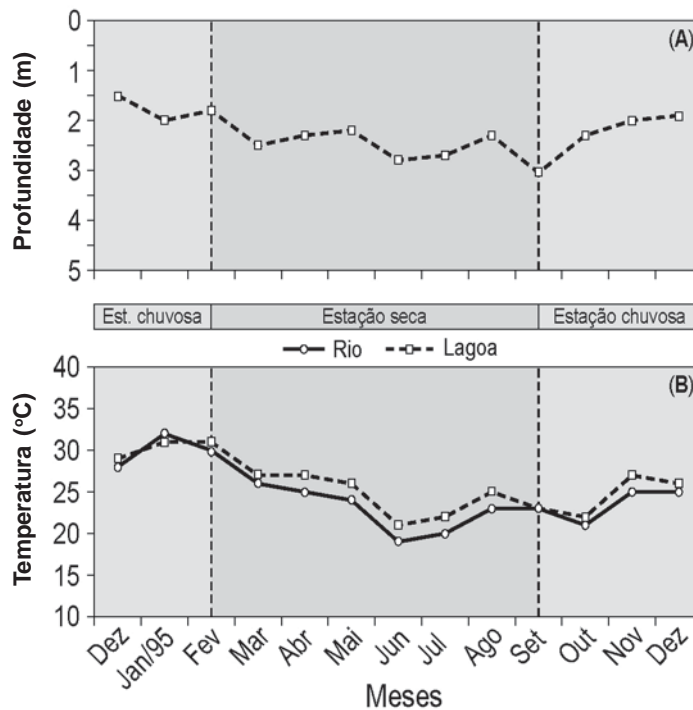 0
(A)
1
2
3
4
5
Profundidade (m)
Est. chuvosa
Estação seca
Estação chuvosa
Rio
Lagoa
40
(B)
35
30
25
20
15
10
Temperatura (°C)
Dez
Jan/95
Fev
Mar
Abr
Mai
Jun
Jul
Ago
Set
Out
Nov
Dez
Meses